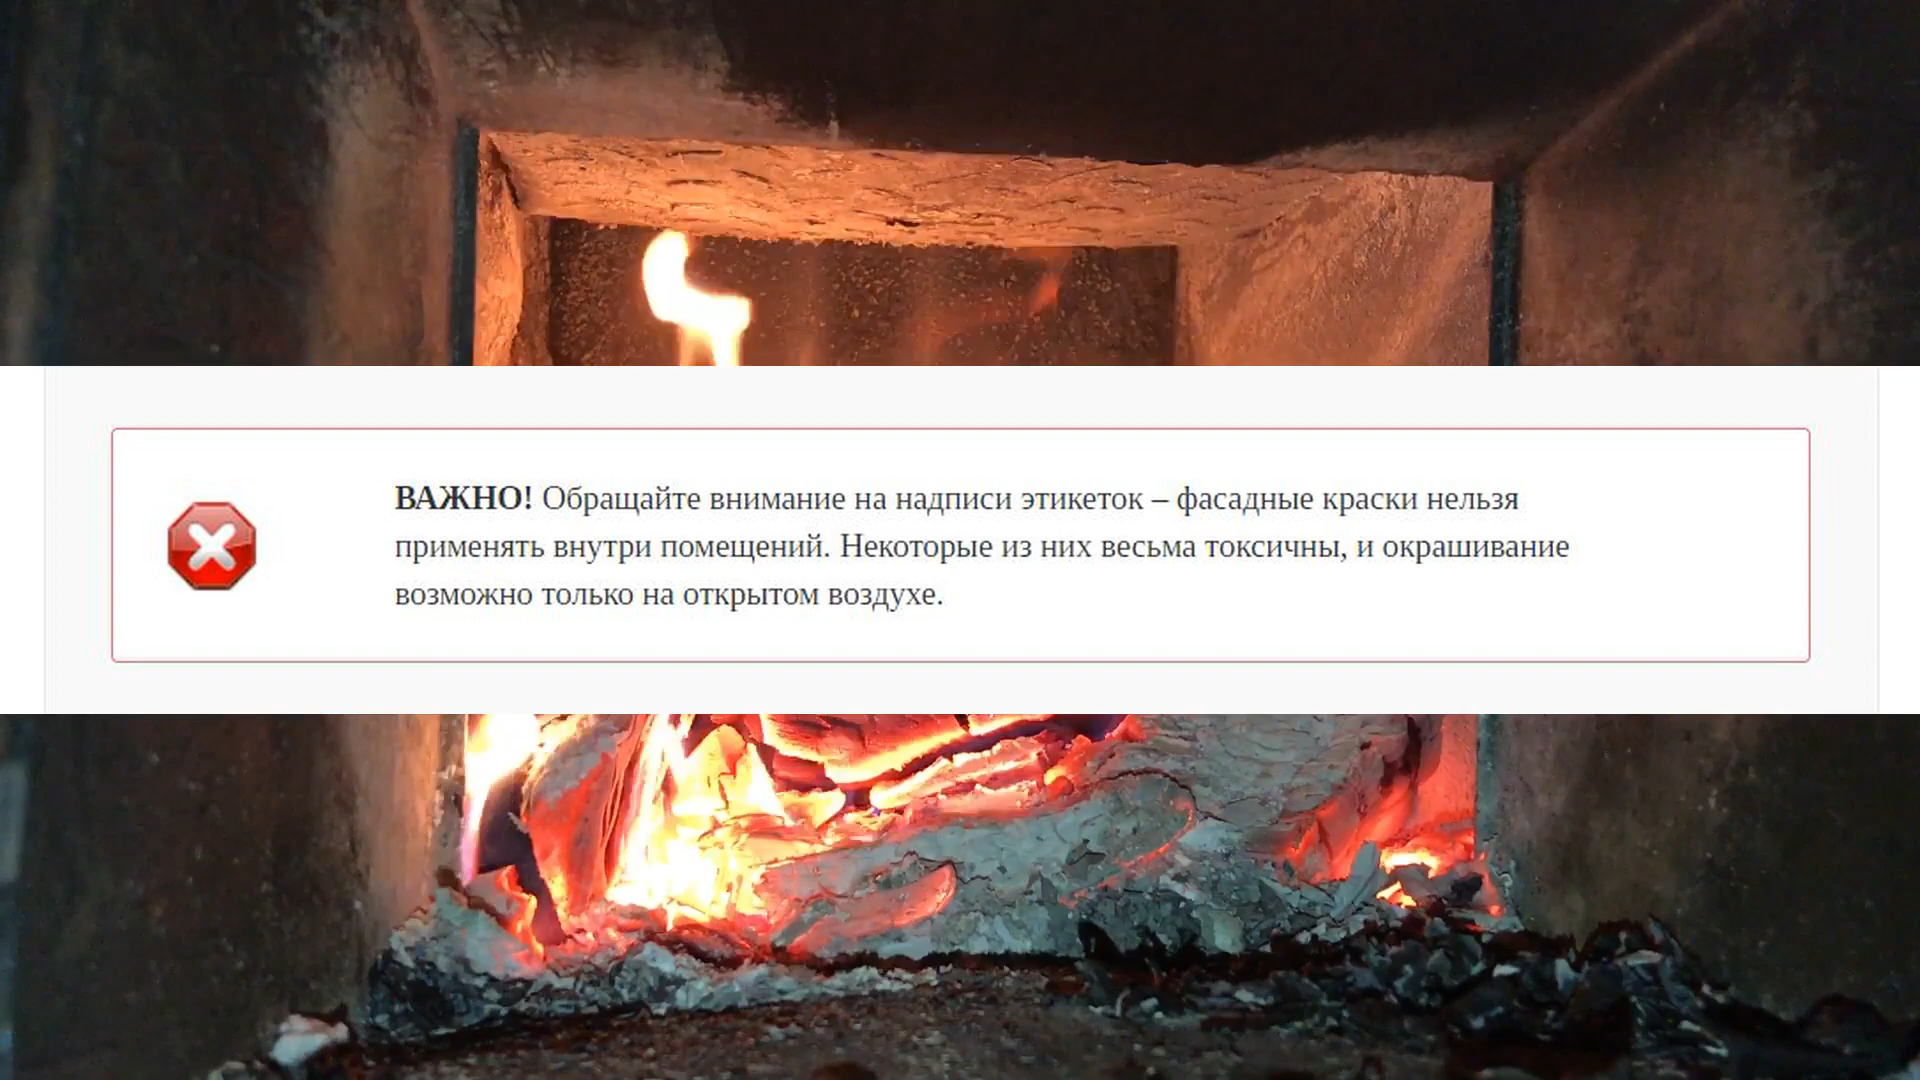 ВАЖНО! Обращайте внимание на надписи этикеток – фасадные краски нельзя
применять внутри помещений. Некоторые из них весьма токсичны, и окрашивание
возможно только на открытом воздухе.